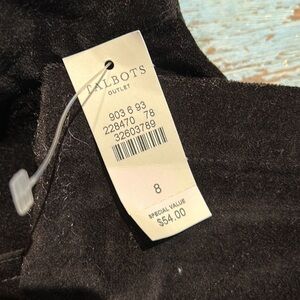 TALBOTS
OUTLET
903 6 93
228470 78
32603789
8
SPECIAL VALUE
$54.00